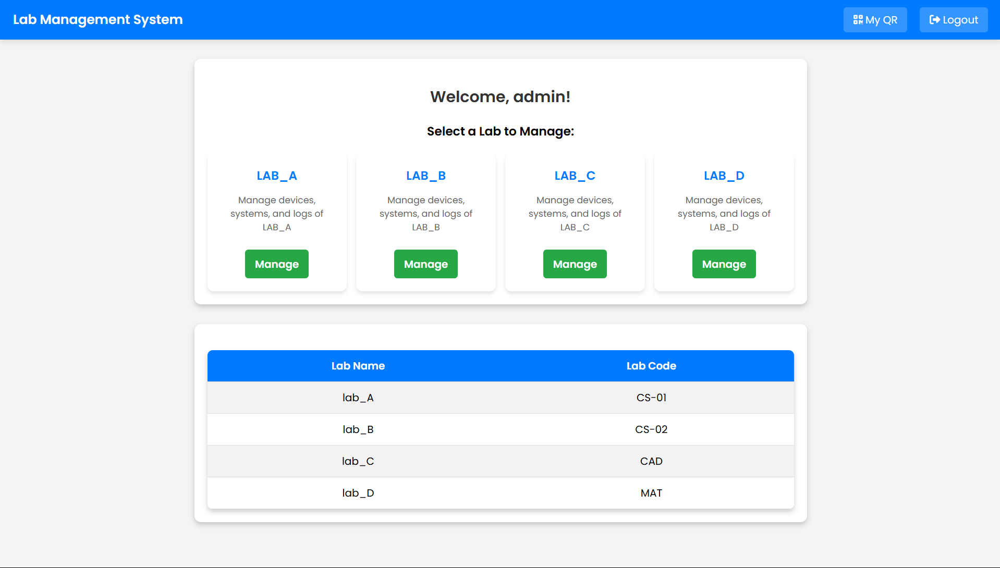 Lab Management System
My QR
Logout
Welcome, admin!
Select a Lab to Manage:
LAB_A
Manage devices,
systems, and logs of
LAB_A
Manage
LAB_B
Manage devices,
systems, and logs of
LAB_B
Manage
LAB_C
Manage devices,
systems, and logs of
LAB_C
Manage
LAB_D
Manage devices,
systems, and logs of
LAB_D
Manage
Lab Name Lab Code
lab_A CS-01
lab_B CS-02
lab_C CAD
lab_D MAT